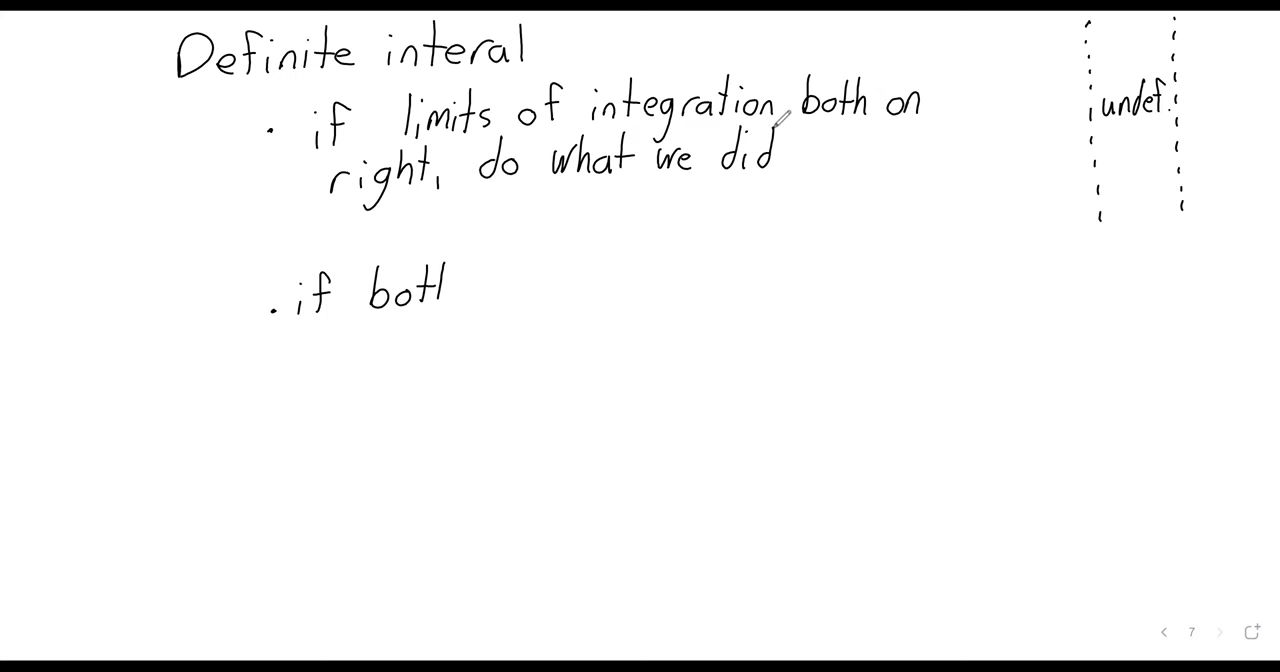 Definite interal
. if limits of integration both on
right, do what we did
undef.
. if both
7